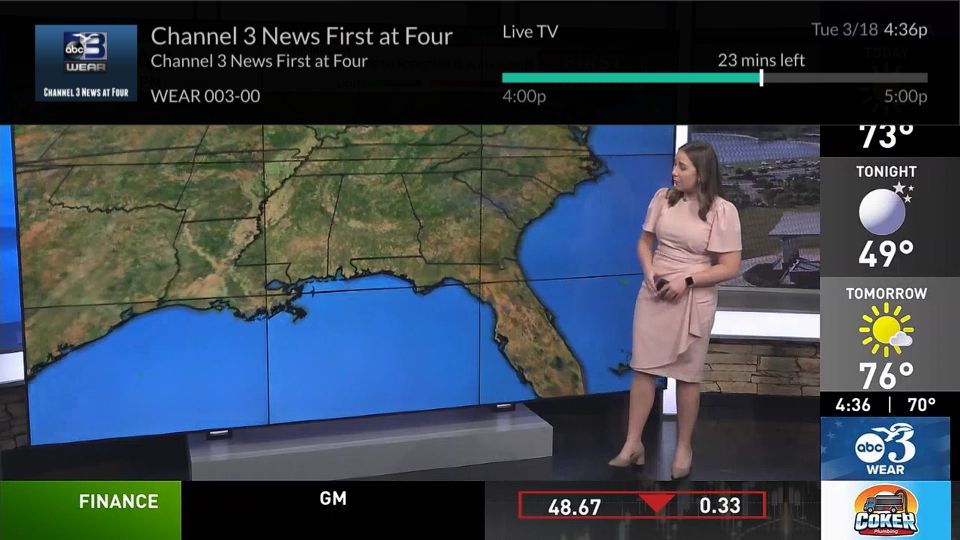 abc 3
WEAR
CHANNEL 3 NEWS AT FOUR
Channel 3 News First at Four
Channel 3 News First at Four
WEAR 003-00
Live TV
Tue 3/18 4:36p
23 mins left
4:00p
5:00p
TODAY
73°
TONIGHT
49°
TOMORROW
76°
4:36 | 70°
abc 3
WEAR
FINANCE
GM
48.67
0.33
COKER
Plumbing